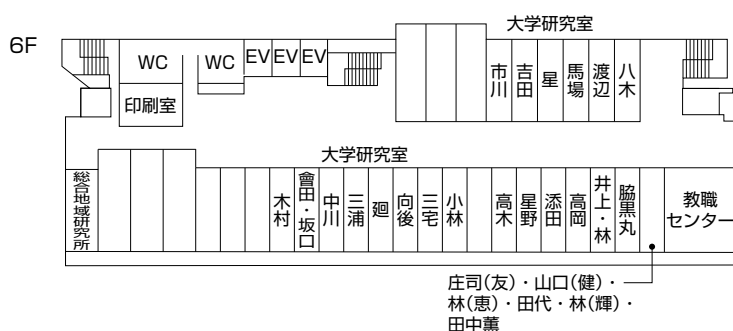 6F
大学研究室
WC
WC
EV
EV
EV
市川
吉田
星
馬場
渡辺
八木
印刷室
大学研究室
総合地域研究所
木村
會田・坂口
中川
三浦
廻
向後
三宅
小林
高木
星野
添田
高岡
井上・林
脇黒丸
教職
センター
庄司(友)・山口(健)・
林(恵)・田代・林(輝)・
田中薫